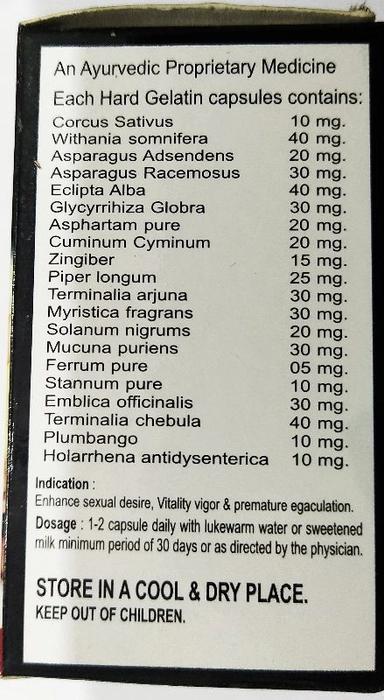 An Ayurvedic Proprietary Medicine
Each Hard Gelatin capsules contains:
Corcus Sativus 10 mg.
Withania somnifera 40 mg.
Asparagus Adsendens 20 mg.
Asparagus Racemosus 30 mg.
Eclipta Alba 40 mg.
Glycyrrihiza Globra 30 mg.
Asphartam pure 20 mg.
Cuminum Cyminum 20 mg.
Zingiber 15 mg.
Piper longum 25 mg.
Terminalia arjuna 30 mg.
Myristica fragrans 30 mg.
Solanum nigrums 20 mg.
Mucuna puriens 30 mg.
Ferrum pure 05 mg.
Stannum pure 10 mg.
Emblica officinalis 30 mg.
Terminalia chebula 40 mg.
Plumbango 10 mg.
Holarrhena antidysenterica 10 mg.
Indication :
Enhance sexual desire, Vitality vigor & premature egaculation.
Dosage : 1-2 capsule daily with lukewarm water or sweetened
milk minimum period of 30 days or as directed by the physician.
STORE IN A COOL & DRY PLACE.
KEEP OUT OF CHILDREN.